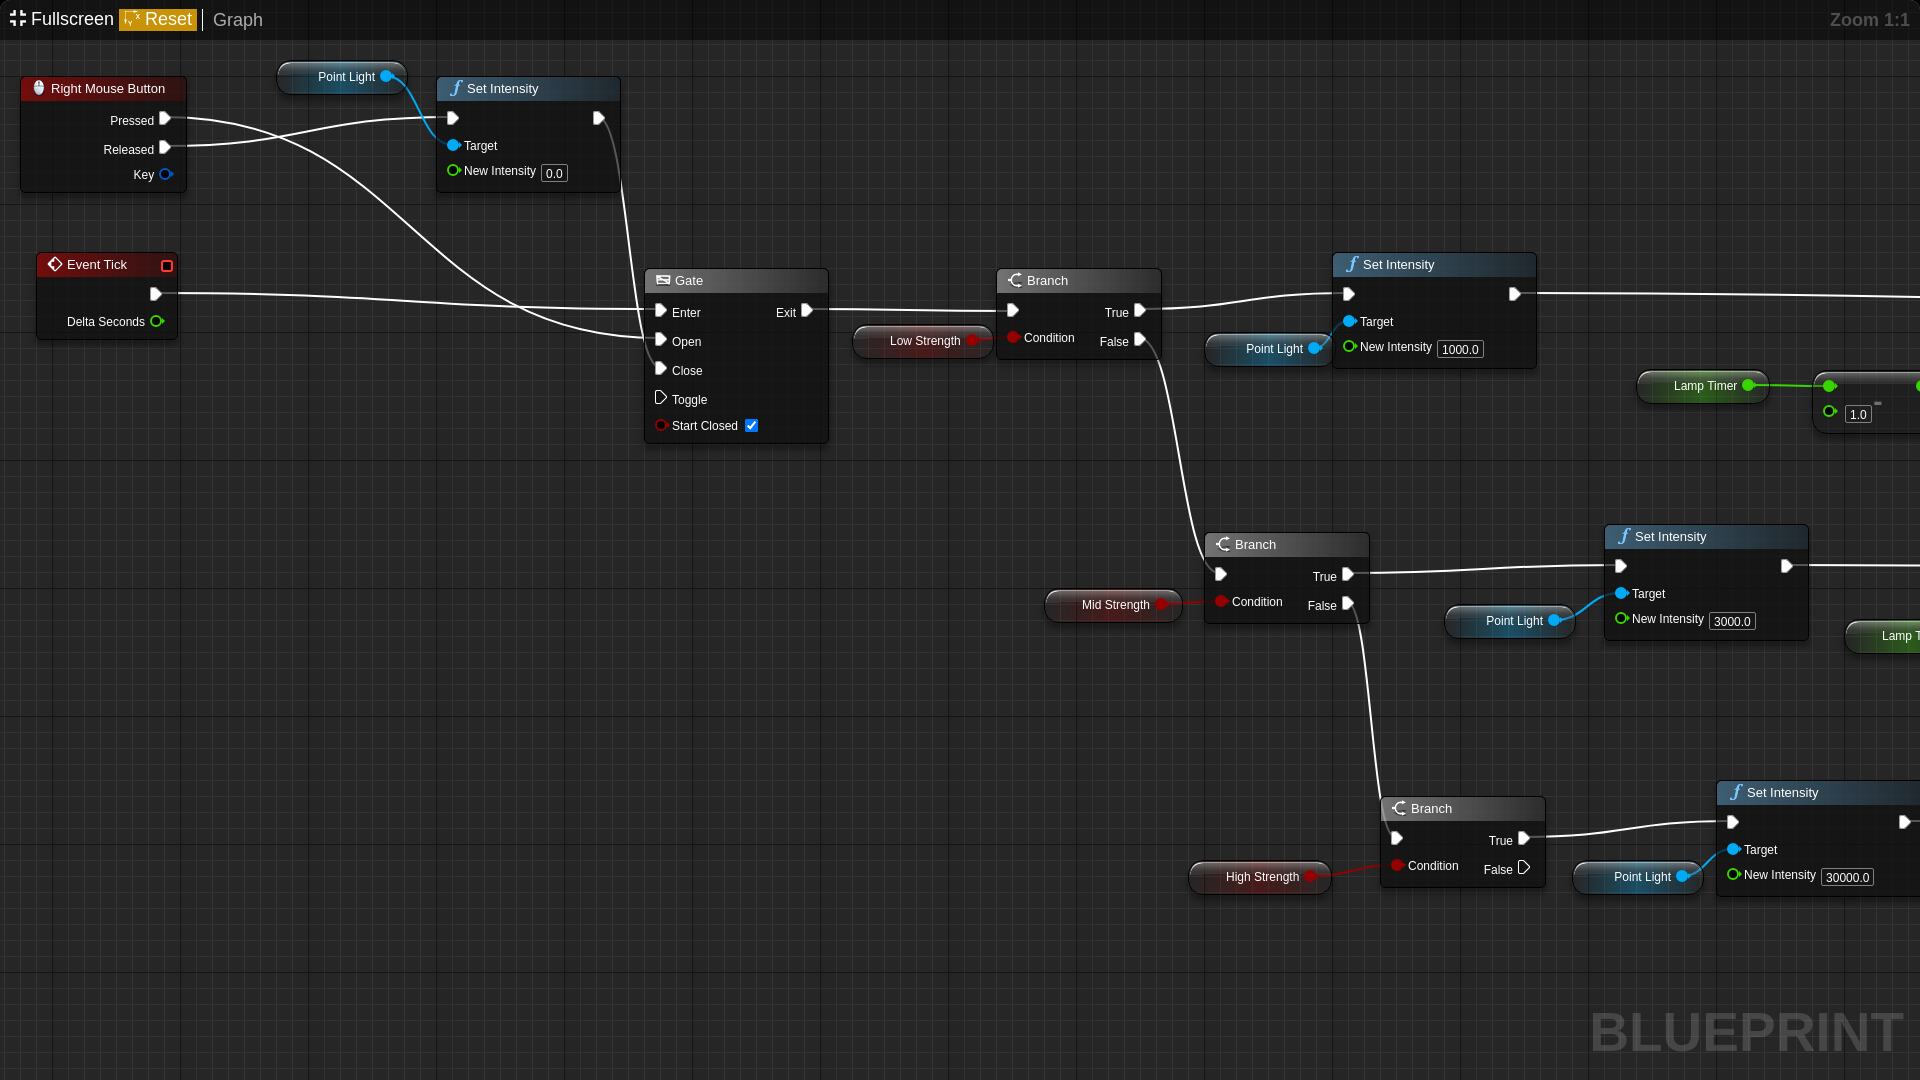 Fullscreen Reset Graph Zoom 1:1
Point Light
Right Mouse Button
Pressed
Released
Key
Set Intensity
Target
New Intensity 0.0
Event Tick
Delta Seconds
Gate
Enter Exit
Open
Close
Toggle
Start Closed
Low Strength
Branch
True
Condition
False
Set Intensity
Point Light
Target
New Intensity 1000.0
Lamp Timer
1.0
-
Mid Strength
Branch
True
Condition
False
Point Light
Set Intensity
Target
New Intensity 3000.0
Lamp T
High Strength
Branch
True
Condition
False
Point Light
Set Intensity
Target
New Intensity 30000.0
BLUEPRINT